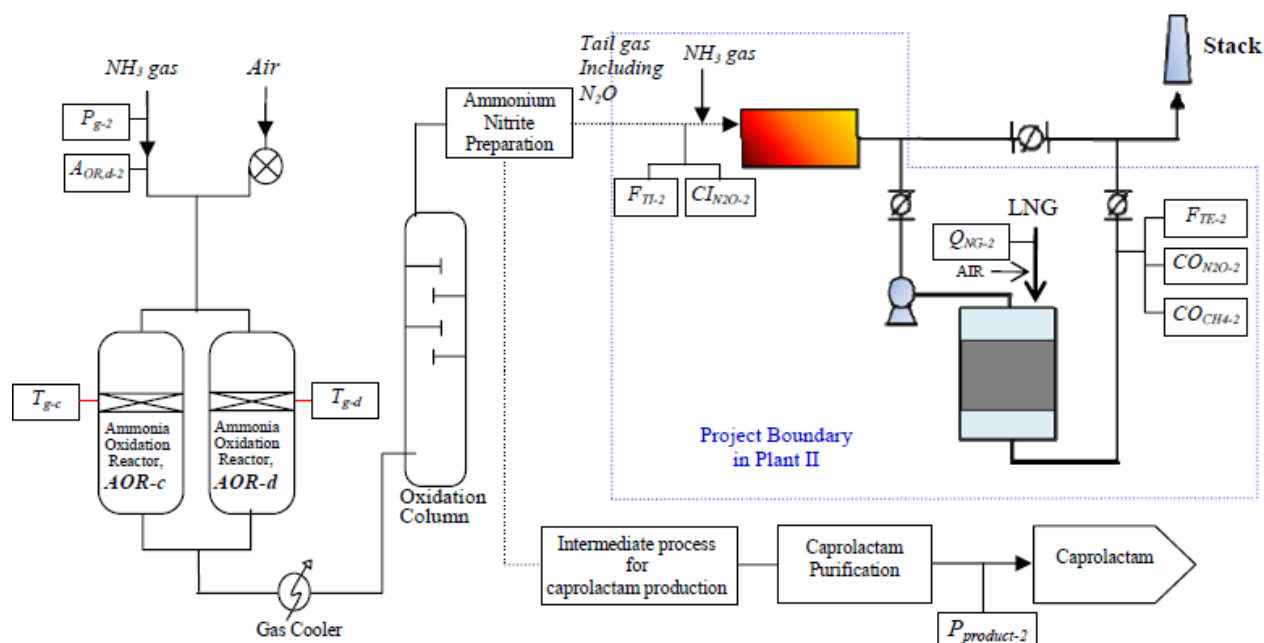 NH3 gas
Air
Pg-2
AOR,d-2
Ammonium
Nitrite
Preparation
Tail gas
Including
N2O
NH3 gas
Stack
FTI-2
CIN2O-2
LNG
QNG-2
AIR
FTE-2
CON2O-2
COCH4-2
Tg-c
Ammonia
Oxidation
Reactor,
AOR-c
Ammonia
Oxidation
Reactor,
AOR-d
Tg-d
Oxidation
Column
Gas Cooler
Project Boundary
in Plant II
Intermediate process
for
caprolactam production
Caprolactam
Purification
Caprolactam
Pproduct-2